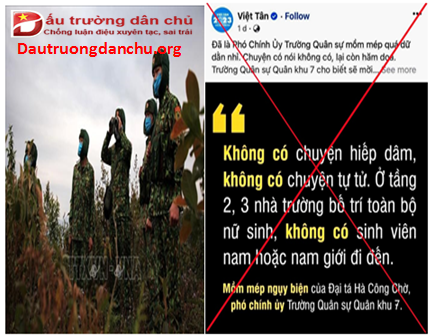 Đấu trường dân chủ
Chống luận điệu xuyên tạc, sai trái
Dautruongdanchu.org
Việt Tân
Follow
1 d
Đã là Phó Chính Ủy Trường Quân sự mồm mép quá dữ
dằn nhỉ. Chuyện có nói không có, lại còn hăm doạ.
Trường Quân sự Quân khu 7 cho biết sẽ mời... See more
Không có chuyện hiếp dâm,
không có chuyện tự tử. Ở tầng
2, 3 nhà trường bố trí toàn bộ
nữ sinh, không có sinh viên
nam hoặc nam giới đi đến.
Mồm mép ngụy biện của Đại tá Hà Công Chờ,
phó chính ủy Trường Quân sự Quân khu 7.